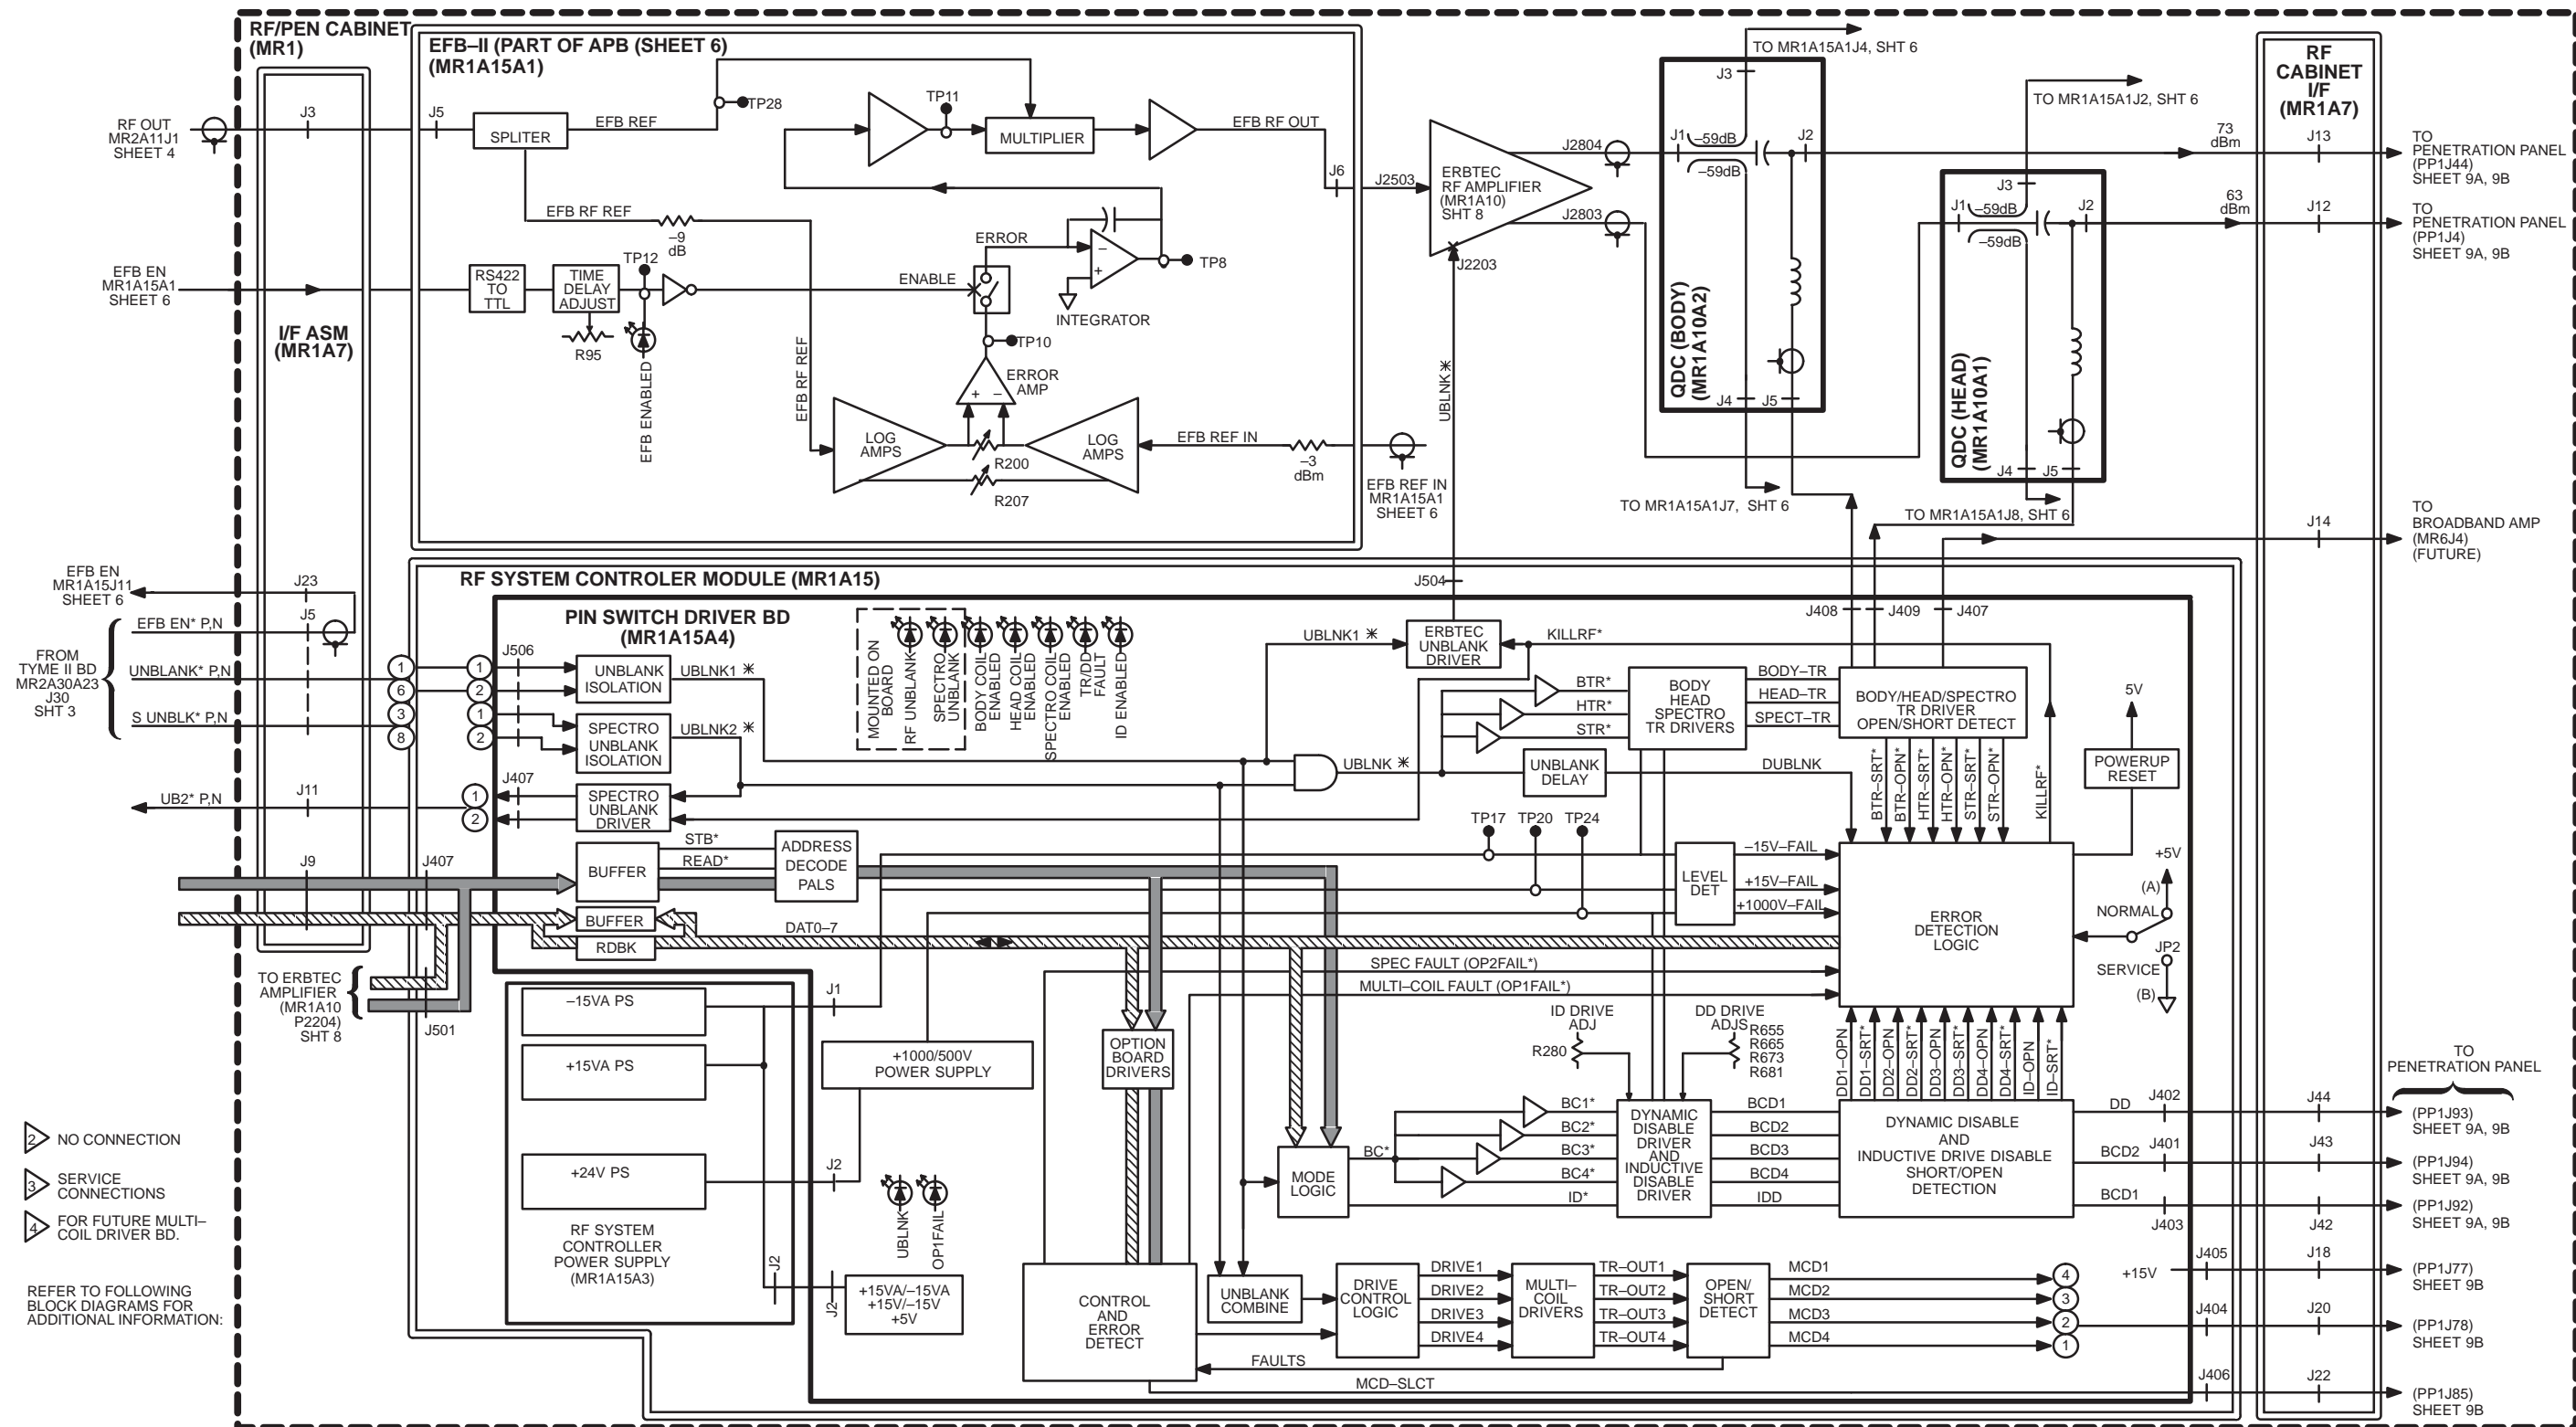 RF/PEN CABINET
(MR1)
EFB–II (PART OF APB (SHEET 6)
(MR1A15A1)
I/F ASM
(MR1A7)
RF OUT
MR2A11J1
SHEET 4
J3
J5
SPLITER
EFB REF
TP28
TP11
MULTIPLIER
EFB RF OUT
J6
J2503
EFB RF REF
–9
dB
ERROR
–
+
TP8
INTEGRATOR
EFB EN
MR1A15A1
SHEET 6
RS422
TO
TTL
TIME
DELAY
ADJUST
R95
TP12
EFB ENABLED
ENABLE
TP10
ERROR
AMP
+ –
EFB RF REF
LOG
AMPS
R200
R207
LOG
AMPS
EFB REF IN
–3
dBm
EFB REF IN
MR1A15A1
SHEET 6
ERBTEC
RF AMPLIFIER
(MR1A10)
SHT 8
J2804
J2803
J2203
UBLNK*
TO MR1A15A1J4, SHT 6
J3
J1
–59dB
–59dB
J2
QDC (BODY)
(MR1A10A2)
J4
J5
TO MR1A15A1J7, SHT 6
TO MR1A15A1J2, SHT 6
J3
J1
–59dB
–59dB
J2
QDC (HEAD)
(MR1A10A1)
J4
J5
TO MR1A15A1J8, SHT 6
RF
CABINET
I/F
(MR1A7)
73
dBm
J13
TO
PENETRATION PANEL
(PP1J44)
SHEET 9A, 9B
63
dBm
J12
TO
PENETRATION PANEL
(PP1J4)
SHEET 9A, 9B
J14
TO
BROADBAND AMP
(MR6J4)
(FUTURE)
EFB EN
MR1A15J11
SHEET 6
J23
EFB EN* P,N
J5
FROM
TYME II BD
MR2A30A23
J30
SHT 3
UNBLANK* P,N
S UNBLK* P,N
1
6
3
8
UB2* P,N
J11
J9
J407
TO ERBTEC
AMPLIFIER
(MR1A10
P2204)
SHT 8
J501
RF SYSTEM CONTROLER MODULE (MR1A15)
PIN SWITCH DRIVER BD
(MR1A15A4)
J506
1
2
1
2
UNBLANK
ISOLATION
UBLNK1 *
SPECTRO
UNBLANK
ISOLATION
UBLNK2 *
J407
1
2
SPECTRO
UNBLANK
DRIVER
MOUNTED ON
BOARD
RF UNBLANK
SPECTRO
UNBLANK
BODY COIL
ENABLED
HEAD COIL
ENABLED
SPECTRO COIL
ENABLED
TR/DD
FAULT
ID ENABLED
BUFFER
STB*
READ*
ADDRESS
DECODE
PALS
BUFFER
RDBK
DAT0–7
J504
UBLNK1 *
ERBTEC
UNBLANK
DRIVER
KILLRF*
J408
J409
J407
BTR*
HTR*
STR*
BODY
HEAD
SPECTRO
TR DRIVERS
BODY–TR
HEAD–TR
SPECT–TR
BODY/HEAD/SPECTRO
TR DRIVER
OPEN/SHORT DETECT
UBLNK *
UNBLANK
DELAY
DUBLNK
BTR–SRT*
BTR–OPN*
HTR–SRT*
HTR–OPN*
STR–SRT*
STR–OPN*
KILLRF*
5V
POWERUP
RESET
TP17
TP20
TP24
LEVEL
DET
–15V–FAIL
+15V–FAIL
+1000V–FAIL
ERROR
DETECTION
LOGIC
+5V
(A)
NORMAL
JP2
SERVICE
(B)
SPEC FAULT (OP2FAIL*)
MULTI–COIL FAULT (OP1FAIL*)
–15VA PS
+15VA PS
+24V PS
RF SYSTEM
CONTROLLER
POWER SUPPLY
(MR1A15A3)
J1
J2
J2
J2
+1000/500V
POWER SUPPLY
UBLNK
OP1FAIL
+15VA/–15VA
+15V/–15V
+5V
OPTION
BOARD
DRIVERS
ID DRIVE
ADJ
R280
DD DRIVE
ADJS
R655
R665
R673
R681
MODE
LOGIC
BC*
BC1*
BC2*
BC3*
BC4*
ID*
DYNAMIC
DISABLE
DRIVER
AND
INDUCTIVE
DISABLE
DRIVER
BCD1
BCD2
BCD3
BCD4
IDD
DD1–OPN
DD1–SRT*
DD2–OPN
DD2–SRT*
DD3–OPN
DD3–SRT*
DD4–OPN
DD4–SRT*
ID–OPN
ID–SRT*
DYNAMIC DISABLE
AND
INDUCTIVE DRIVE DISABLE
SHORT/OPEN
DETECTION
DD
J402
BCD2
J401
BCD1
J403
J44
J43
J42
TO
PENETRATION PANEL
(PP1J93)
SHEET 9A, 9B
(PP1J94)
SHEET 9A, 9B
(PP1J92)
SHEET 9A, 9B
+15V
J405
J18
(PP1J77)
SHEET 9B
J404
J20
(PP1J78)
SHEET 9B
J406
J22
(PP1J85)
SHEET 9B
CONTROL
AND
ERROR
DETECT
UNBLANK
COMBINE
DRIVE
CONTROL
LOGIC
DRIVE1
DRIVE2
DRIVE3
DRIVE4
MULTI–
COIL
DRIVERS
TR–OUT1
TR–OUT2
TR–OUT3
TR–OUT4
OPEN/
SHORT
DETECT
MCD1
MCD2
MCD3
MCD4
4
3
2
1
FAULTS
MCD–SLCT
2 NO CONNECTION
3 SERVICE
CONNECTIONS
4 FOR FUTURE MULTI–
COIL DRIVER BD.
REFER TO FOLLOWING
BLOCK DIAGRAMS FOR
ADDITIONAL INFORMATION: